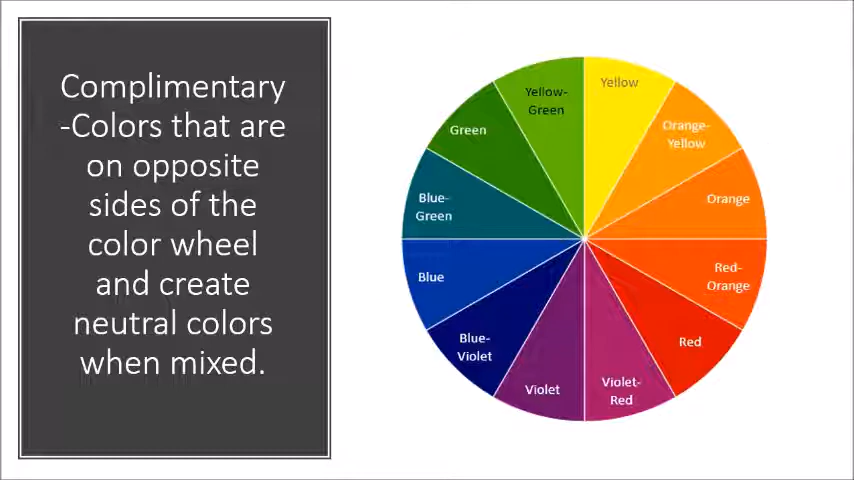 Complimentary
-Colors that are
on opposite
sides of the
color wheel
and create
neutral colors
when mixed.
Yellow
Yellow-
Green
Orange-
Yellow
Green
Orange
Blue-
Green
Blue
Red-
Orange
Blue-
Violet
Red
Violet
Violet-
Red